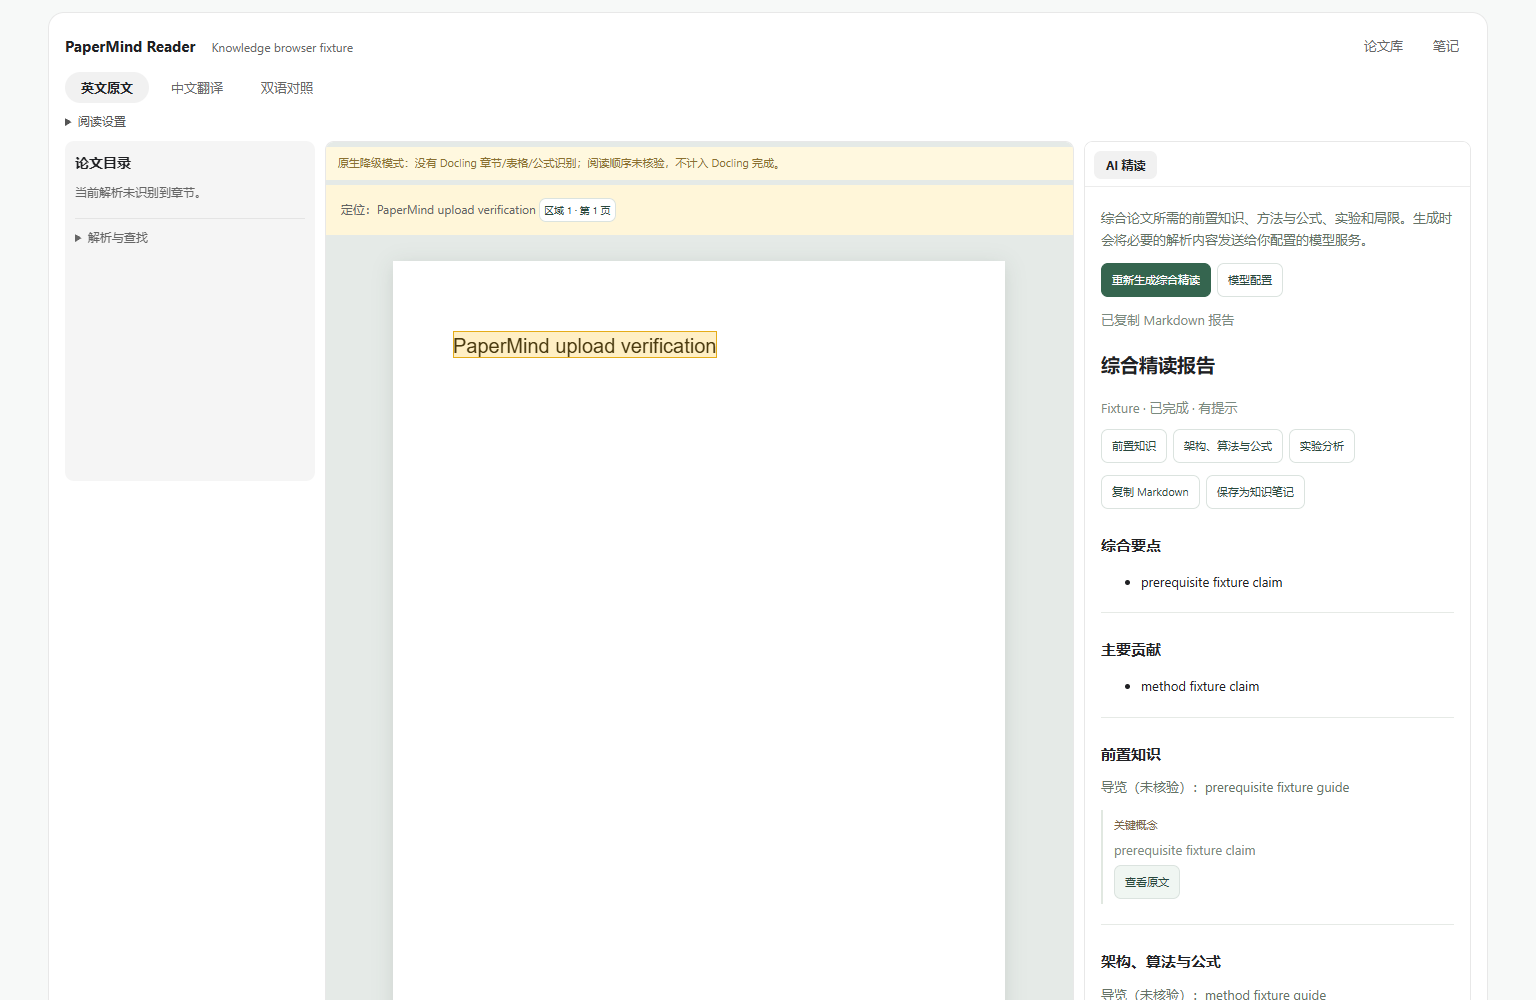 PaperMind Reader Knowledge browser fixture
论文库 笔记
英文原文 中文翻译 双语对照
阅读设置
论文目录
当前解析未识别到章节。
解析与查找
原生降级模式：没有 Docling 章节/表格/公式识别；阅读顺序未核验，不计入 Docling 完成。
定位：PaperMind upload verification 区域 1 · 第 1 页
PaperMind upload verification
AI 精读
综合论文所需的前置知识、方法与公式、实验和局限。生成时
会将必要的解析内容发送给你配置的模型服务。
重新生成综合精读 模型配置
已复制 Markdown 报告
综合精读报告
Fixture · 已完成 · 有提示
前置知识 架构、算法与公式 实验分析
复制 Markdown 保存为知识笔记
综合要点
prerequisite fixture claim
主要贡献
method fixture claim
前置知识
导览（未核验）：prerequisite fixture guide
关键概念
prerequisite fixture claim
查看原文
架构、算法与公式
导览（未核验）：method fixture guide